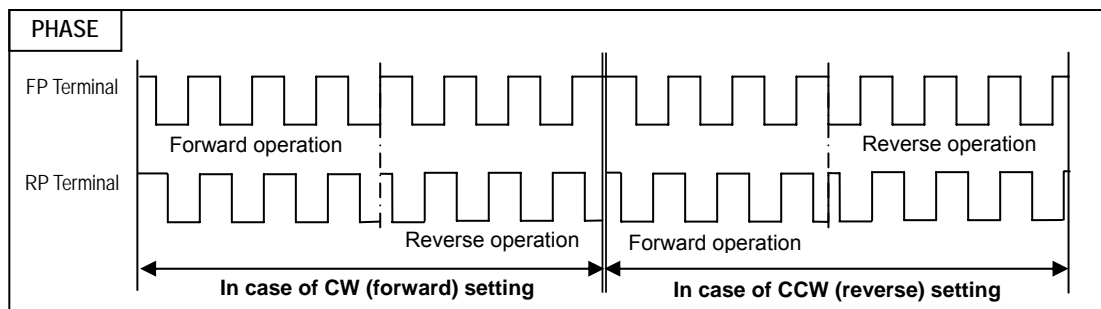 PHASE
FP Terminal
Forward operation
Reverse operation
RP Terminal
Reverse operation
Forward operation
In case of CW (forward) setting
In case of CCW (reverse) setting